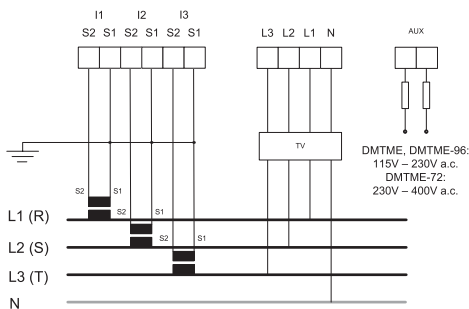 I1 I2 I3
S2 S1 S2 S1 S2 S1
L3 L2 L1 N
AUX
TV
DMTME, DMTME-96:
115V – 230V a.c.
DMTME-72:
230V – 400V a.c.
S2 S1
L1 (R)
S2 S1
L2 (S)
S2 S1
L3 (T)
N